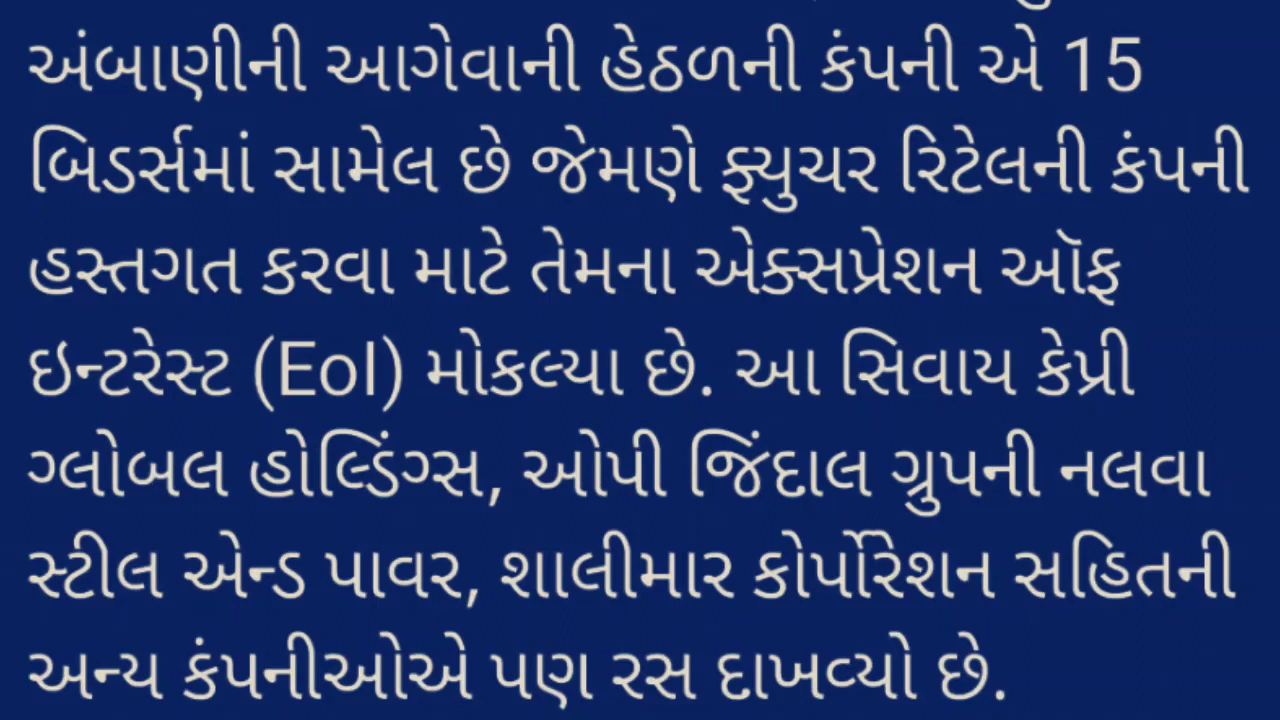 અંબાણીની આગેવાની હેઠળની કંપની એ 15
બિડર્સમાં સામેલ છે જેમણે ફ્યુચર રિટેલની કંપની
હસ્તગત કરવા માટે તેમના એક્સપ્રેશન ઑફ
ઇન્ટરેસ્ટ (EoI) મોકલ્યા છે. આ સિવાય કેપ્રી
ગ્લોબલ હોલ્ડિંગ્સ, ઓપી જિંદાલ ગ્રુપની નલવા
સ્ટીલ એન્ડ પાવર, શાલીમાર કોર્પોરેશન સહિતની
અન્ય કંપનીઓએ પણ રસ દાખવ્યો છે.